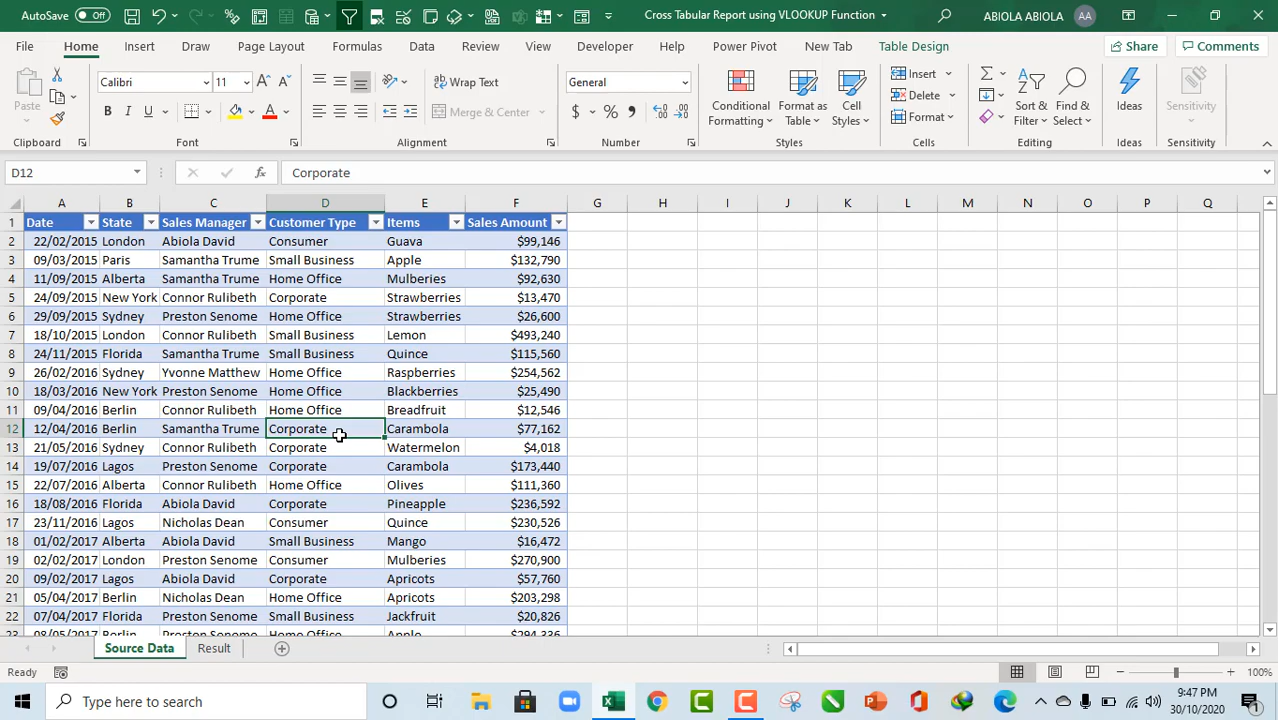 AutoSave Off Cross Tabular Report using VLOOKUP Function ABIOLA ABIOLA AA
File Home Insert Draw Page Layout Formulas Data Review View Developer Help Power Pivot New Tab Table Design Share Comments
Paste Calibri 11 Wrap Text General Conditional Formatting Format as Table Cell Styles Insert Delete Format Sort & Filter Find & Select Ideas Sensitivity
B I U Merge & Center $ % ,
Clipboard Font Alignment Number Styles Cells Editing Ideas Sensitivity
D12 fx Corporate
A B C D E F G H I J K L M N O P Q
1 Date State Sales Manager Customer Type Items Sales Amount
2 22/02/2015 London Abiola David Consumer Guava $99,146
3 09/03/2015 Paris Samantha Trume Small Business Apple $132,790
4 11/09/2015 Alberta Samantha Trume Home Office Mulberies $92,630
5 24/09/2015 New York Connor Rulibeth Corporate Strawberries $13,470
6 29/09/2015 Sydney Preston Senome Home Office Strawberries $26,600
7 18/10/2015 London Connor Rulibeth Small Business Lemon $493,240
8 24/11/2015 Florida Samantha Trume Small Business Quince $115,560
9 26/02/2016 Sydney Yvonne Matthew Home Office Raspberries $254,562
10 18/03/2016 New York Preston Senome Home Office Blackberries $25,490
11 09/04/2016 Berlin Connor Rulibeth Home Office Breadfruit $12,546
12 12/04/2016 Berlin Samantha Trume Corporate Carambola $77,162
13 21/05/2016 Sydney Connor Rulibeth Corporate Watermelon $4,018
14 19/07/2016 Lagos Preston Senome Corporate Carambola $173,440
15 22/07/2016 Alberta Connor Rulibeth Home Office Olives $111,360
16 18/08/2016 Florida Abiola David Corporate Pineapple $236,592
17 23/11/2016 Lagos Nicholas Dean Consumer Quince $230,526
18 01/02/2017 Alberta Abiola David Small Business Mango $16,472
19 02/02/2017 London Preston Senome Consumer Mulberies $270,900
20 09/02/2017 Lagos Abiola David Corporate Apricots $57,760
21 05/04/2017 Berlin Nicholas Dean Home Office Apricots $203,298
22 07/04/2017 Florida Preston Senome Small Business Jackfruit $20,826
23 08/05/2017 Berlin Preston Senome Home Office Apple $294,336
Source Data Result
Ready 100%
Type here to search 9:47 PM
30/10/2020